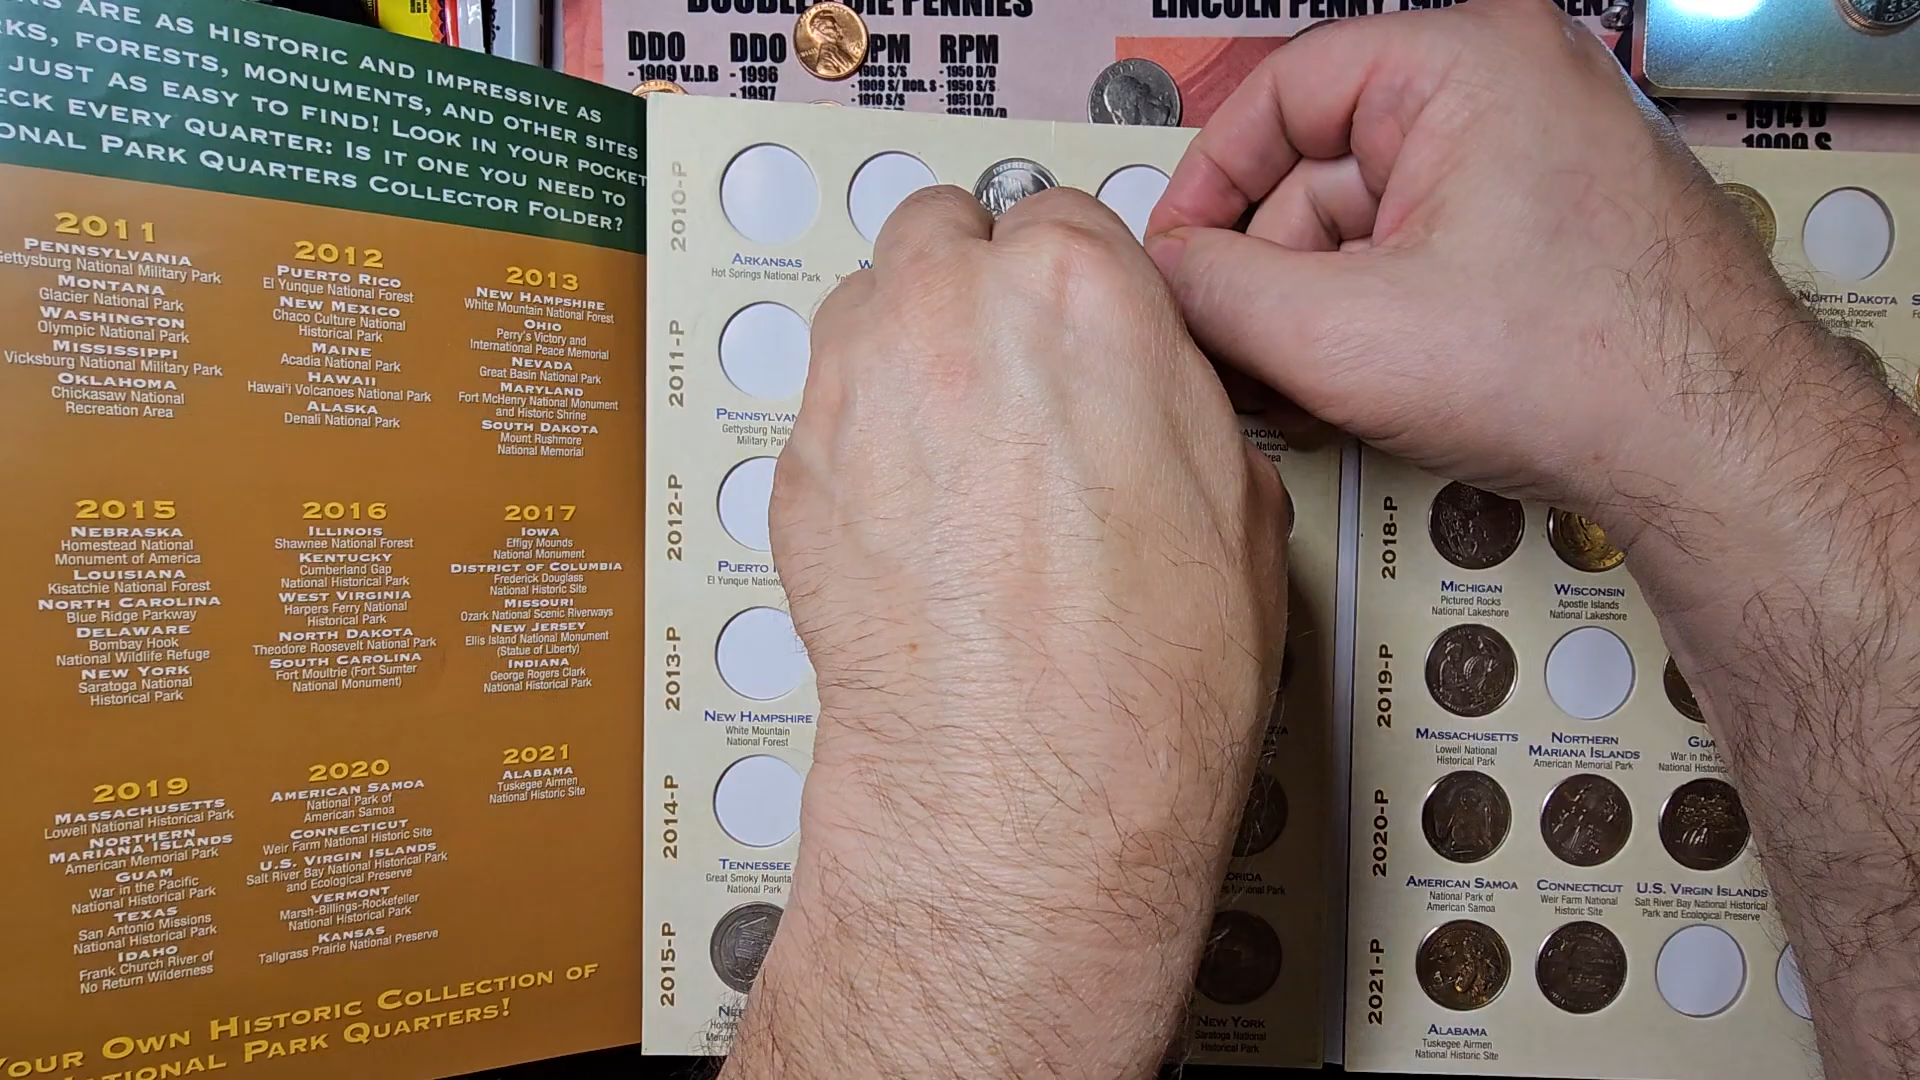 ARE AS HISTORIC AND IMPRESSIVE AS
FORESTS, MONUMENTS, AND OTHER SITES
JUST AS EASY TO FIND! LOOK IN YOUR POCKET
EVERY QUARTER: IS IT ONE YOU NEED TO
PARK QUARTERS COLLECTOR FOLDER?
2011
PENNSYLVANIA
Gettysburg National Military Park
MONTANA
Glacier National Park
WASHINGTON
Olympic National Park
MISSISSIPPI
Vicksburg National Military Park
OKLAHOMA
Chickasaw National
Recreation Area
2012
PUERTO RICO
El Yunque National Forest
NEW MEXICO
Chaco Culture National
Historical Park
MAINE
Acadia National Park
HAWAII
Hawai'i Volcanoes National Park
ALASKA
Denali National Park
2013
NEW HAMPSHIRE
White Mountain National Forest
OHIO
Perry's Victory and
International Peace Memorial
NEVADA
Great Basin National Park
MARYLAND
Fort McHenry National Monument
and Historic Shrine
SOUTH DAKOTA
Mount Rushmore
National Memorial
2015
NEBRASKA
Homestead National
Monument of America
LOUISIANA
Kisatchie National Forest
NORTH CAROLINA
Blue Ridge Parkway
DELAWARE
Bombay Hook
National Wildlife Refuge
NEW YORK
Saratoga National
Historical Park
2016
ILLINOIS
Shawnee National Forest
KENTUCKY
Cumberland Gap
National Historical Park
WEST VIRGINIA
Harpers Ferry National
Historical Park
NORTH DAKOTA
Theodore Roosevelt National Park
SOUTH CAROLINA
Fort Moultrie (Fort Sumter
National Monument)
2017
IOWA
Effigy Mounds
National Monument
DISTRICT OF COLUMBIA
Frederick Douglass
National Historic Site
MISSOURI
Ozark National Scenic Riverways
NEW JERSEY
Ellis Island National Monument
(Statue of Liberty)
INDIANA
George Rogers Clark
National Historical Park
2019
MASSACHUSETTS
Lowell National Historical Park
NORTHERN
MARIANA ISLANDS
American Memorial Park
GUAM
War in the Pacific
National Historical Park
TEXAS
San Antonio Missions
National Historical Park
IDAHO
Frank Church River of
No Return Wilderness
2020
AMERICAN SAMOA
National Park of
American Samoa
CONNECTICUT
Weir Farm National Historic Site
U.S. VIRGIN ISLANDS
Salt River Bay National Historical Park
and Ecological Preserve
VERMONT
Marsh-Billings-Rockefeller
National Historical Park
KANSAS
Tallgrass Prairie National Preserve
2021
ALABAMA
Tuskegee Airmen
National Historic Site
YOUR OWN HISTORIC COLLECTION OF
PARK QUARTERS!
PENNIES
LINCOLN PENNY
DDO
- 1909 V.D.B
DDO
- 1996
- 1997
RPM
- 1909 S/S
- 1909 S/ HOR. S
- 1910 S/S
RPM
- 1950 D/D
- 1950 S/S
- 1951 D/D
- 1951 D/D/D
- 1914 D
1909 S
2010-P
ARKANSAS
Hot Springs National Park
2011-P
Gettysburg
Military
2012-P
PUERTO
El Yunque
2013-P
NEW HAMPSHIRE
White Mountain
National Forest
2014-P
TENNESSEE
Great Smoky
National Park
2015-P
NEW YORK
Saratoga National
Historical Park
NORTH DAKOTA
Theodore Roosevelt
National Park
2018-P
MICHIGAN
Pictured Rocks
National Lakeshore
WISCONSIN
Apostle Islands
National Lakeshore
2019-P
MASSACHUSETTS
Lowell National
Historical Park
NORTHERN
MARIANA ISLANDS
American Memorial Park
War in the
National
2020-P
AMERICAN SAMOA
National Park of
American Samoa
CONNECTICUT
Weir Farm National
Historic Site
U.S. VIRGIN ISLANDS
Salt River Bay National Historical
Park and Ecological Preserve
2021-P
ALABAMA
Tuskegee Airmen
National Historic Site